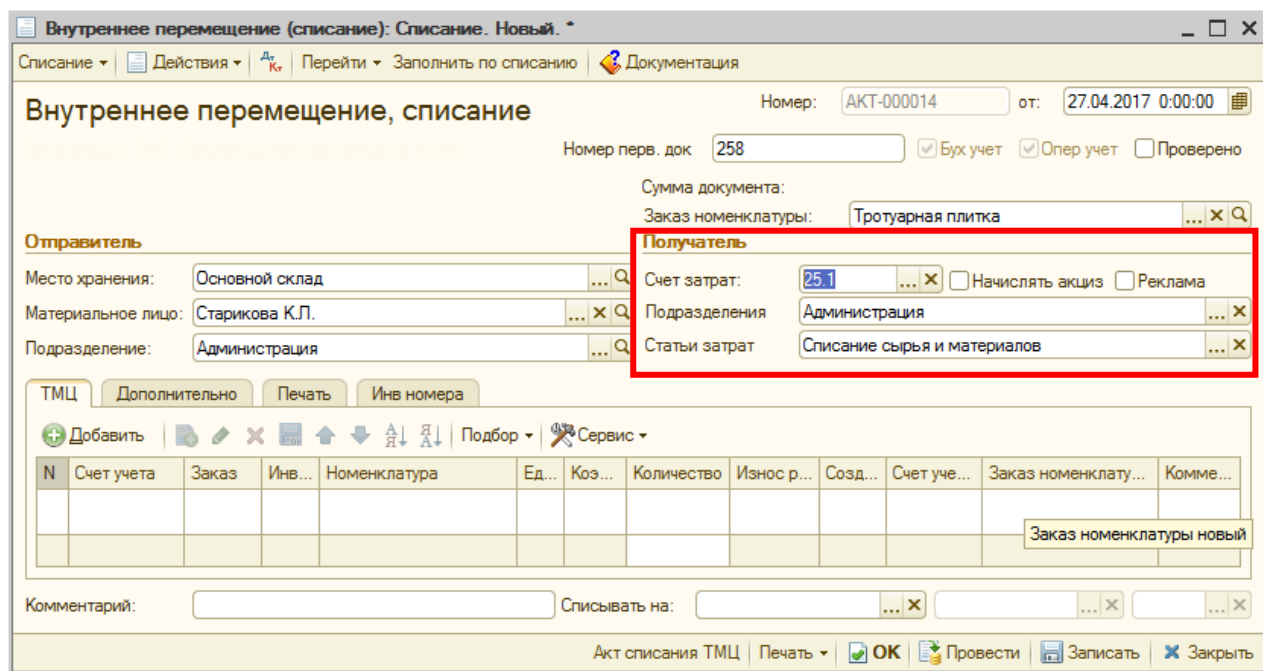 Внутреннее перемещение (списание): Списание. Новый. *
Списание Действия Дт Кт Перейти Заполнить по списанию Документация
Внутреннее перемещение, списание
Номер: АКТ-000014 от: 27.04.2017 0:00:00
Номер перв. док 258 Бух учет Опер учет Проверено
Сумма документа:
Заказ номенклатуры: Тротуарная плитка
Отправитель Получатель
Место хранения: Основной склад Счет затрат: 25.1 Начислять акциз Реклама
Материальное лицо: Старикова К.П. Подразделения Администрация
Подразделение: Администрация Статьи затрат Списание сырья и материалов
ТМЦ Дополнительно Печать Инв номера
Добавить Подбор Сервис
N Счет учета Заказ Инв... Номенклатура Ед... Коэ... Количество Износ р... Созд... Счет уче... Заказ номенклату... Комме...
Заказ номенклатуры новый
Комментарий: Списывать на:
Акт списания ТМЦ Печать ОК Провести Записать Закрыть